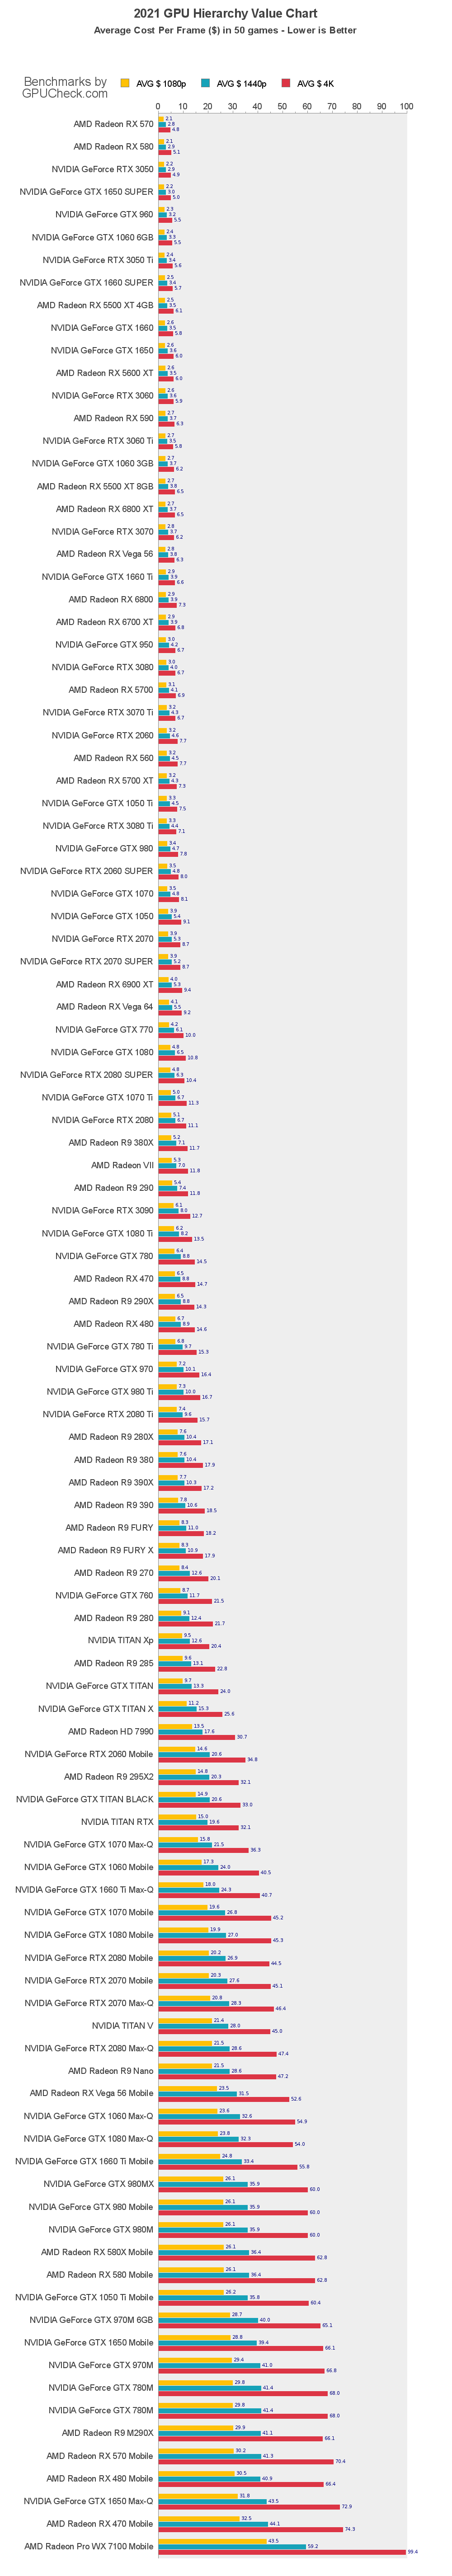 2021 GPU Hierarchy Value Chart
Average Cost Per Frame ($) in 50 games - Lower is Better
Benchmarks by
GPUCheck.com
AVG $ 1080p AVG $ 1440p AVG $ 4K
0 10 20 30 40 50 60 70 80 90 100
AMD Radeon RX 570 2.1 2.8 4.8
AMD Radeon RX 580 2.1 2.9 5.1
NVIDIA GeForce RTX 3050 2.2 2.9 4.9
NVIDIA GeForce GTX 1650 SUPER 2.2 3.0 5.0
NVIDIA GeForce GTX 960 2.3 3.2 5.5
NVIDIA GeForce GTX 1060 6GB 2.4 3.3 5.5
NVIDIA GeForce RTX 3050 Ti 2.4 3.4 5.6
NVIDIA GeForce GTX 1660 SUPER 2.5 3.4 5.7
AMD Radeon RX 5500 XT 4GB 2.5 3.5 6.1
NVIDIA GeForce GTX 1660 2.6 3.5 5.8
NVIDIA GeForce GTX 1650 2.6 3.6 6.0
AMD Radeon RX 5600 XT 2.6 3.5 6.0
NVIDIA GeForce RTX 3060 2.6 3.6 5.9
AMD Radeon RX 590 2.7 3.7 6.3
NVIDIA GeForce RTX 3060 Ti 2.7 3.5 5.8
NVIDIA GeForce GTX 1060 3GB 2.7 3.7 6.2
AMD Radeon RX 5500 XT 8GB 2.7 3.8 6.5
AMD Radeon RX 6800 XT 2.7 3.7 6.5
NVIDIA GeForce RTX 3070 2.8 3.7 6.2
AMD Radeon RX Vega 56 2.8 3.8 6.3
NVIDIA GeForce GTX 1660 Ti 2.9 3.9 6.6
AMD Radeon RX 6800 2.9 3.9 7.3
AMD Radeon RX 6700 XT 2.9 3.9 6.8
NVIDIA GeForce GTX 950 3.0 4.2 6.7
NVIDIA GeForce RTX 3080 3.0 4.0 6.7
AMD Radeon RX 5700 3.1 4.1 6.9
NVIDIA GeForce RTX 3070 Ti 3.2 4.3 6.7
NVIDIA GeForce RTX 2060 3.2 4.6 7.7
AMD Radeon RX 560 3.2 4.5 7.7
AMD Radeon RX 5700 XT 3.2 4.3 7.3
NVIDIA GeForce GTX 1050 Ti 3.3 4.5 7.5
NVIDIA GeForce RTX 3080 Ti 3.3 4.4 7.1
NVIDIA GeForce GTX 980 3.4 4.7 7.9
NVIDIA GeForce RTX 2060 SUPER 3.5 4.8 8.0
NVIDIA GeForce GTX 1070 3.5 4.8 8.1
NVIDIA GeForce GTX 1050 3.9 5.4 9.1
NVIDIA GeForce RTX 2070 3.9 5.3 8.7
NVIDIA GeForce RTX 2070 SUPER 3.9 5.2 8.7
AMD Radeon RX 6900 XT 4.0 5.3 9.4
AMD Radeon RX Vega 64 4.1 5.5 9.2
NVIDIA GeForce GTX 770 4.2 6.1 10.0
NVIDIA GeForce GTX 1080 4.8 6.5 10.8
NVIDIA GeForce RTX 2080 SUPER 4.8 6.3 10.4
NVIDIA GeForce GTX 1070 Ti 5.0 6.7 11.3
NVIDIA GeForce RTX 2080 5.1 6.7 11.1
AMD Radeon R9 380X 5.2 7.1 11.7
AMD Radeon VII 5.3 7.0 11.8
AMD Radeon R9 290 5.4 7.4 11.8
NVIDIA GeForce RTX 3090 6.1 8.0 12.7
NVIDIA GeForce GTX 1080 Ti 6.2 8.2 13.5
NVIDIA GeForce GTX 780 6.4 8.8 14.5
AMD Radeon RX 470 6.5 8.8 14.7
AMD Radeon R9 290X 6.5 8.8 14.3
AMD Radeon RX 480 6.7 8.9 14.6
NVIDIA GeForce GTX 780 Ti 6.8 9.7 15.3
NVIDIA GeForce GTX 970 7.2 10.1 16.4
NVIDIA GeForce GTX 980 Ti 7.3 10.0 16.7
NVIDIA GeForce RTX 2080 Ti 7.4 9.6 15.7
AMD Radeon R9 280X 7.6 10.4 17.1
AMD Radeon R9 380 7.6 10.4 17.9
AMD Radeon R9 390X 7.7 10.3 17.2
AMD Radeon R9 390 7.8 10.6 18.5
AMD Radeon R9 FURY 8.3 11.0 18.2
AMD Radeon R9 FURY X 8.3 10.9 17.9
AMD Radeon R9 270 8.4 12.6 20.1
NVIDIA GeForce GTX 760 8.7 11.7 21.5
AMD Radeon R9 280 9.1 12.4 21.7
NVIDIA TITAN Xp 9.5 12.6 20.4
AMD Radeon R9 285 9.6 13.1 22.8
NVIDIA GeForce GTX TITAN 9.7 13.3 24.0
NVIDIA GeForce GTX TITAN X 11.2 15.3 25.6
AMD Radeon HD 7990 13.5 17.6 30.7
NVIDIA GeForce RTX 2060 Mobile 14.6 20.6 34.8
AMD Radeon R9 295X2 14.8 20.3 32.1
NVIDIA GeForce GTX TITAN BLACK 14.9 20.6 33.0
NVIDIA TITAN RTX 15.0 19.6 32.1
NVIDIA GeForce GTX 1070 Max-Q 15.8 21.5 36.3
NVIDIA GeForce GTX 1060 Mobile 17.3 24.0 40.5
NVIDIA GeForce GTX 1660 Ti Max-Q 18.0 24.3 40.7
NVIDIA GeForce GTX 1070 Mobile 19.6 26.8 45.2
NVIDIA GeForce GTX 1080 Mobile 19.9 27.0 45.3
NVIDIA GeForce RTX 2080 Mobile 20.2 26.9 44.5
NVIDIA GeForce RTX 2070 Mobile 20.3 27.6 45.1
NVIDIA GeForce RTX 2070 Max-Q 20.8 28.3 46.4
NVIDIA TITAN V 21.4 28.0 45.0
NVIDIA GeForce RTX 2080 Max-Q 21.5 28.6 47.4
AMD Radeon R9 Nano 21.5 28.6 47.2
AMD Radeon RX Vega 56 Mobile 23.5 31.5 52.6
NVIDIA GeForce GTX 1060 Max-Q 23.6 32.6 54.9
NVIDIA GeForce GTX 1080 Max-Q 23.8 32.3 54.0
NVIDIA GeForce GTX 1660 Ti Mobile 24.8 33.4 55.8
NVIDIA GeForce GTX 980MX 26.1 35.9 60.0
NVIDIA GeForce GTX 980 Mobile 26.1 35.9 60.0
NVIDIA GeForce GTX 980M 26.1 35.9 60.0
AMD Radeon RX 580X Mobile 26.1 36.4 62.8
AMD Radeon RX 580 Mobile 26.1 36.4 62.8
NVIDIA GeForce GTX 1050 Ti Mobile 26.2 35.8 60.4
NVIDIA GeForce GTX 970M 6GB 28.7 40.0 65.1
NVIDIA GeForce GTX 1650 Mobile 28.8 39.4 66.1
NVIDIA GeForce GTX 970M 29.4 41.0 66.8
NVIDIA GeForce GTX 780M 29.8 41.4 68.0
NVIDIA GeForce GTX 780M 29.8 41.4 68.0
AMD Radeon R9 M290X 29.9 41.1 66.1
AMD Radeon RX 570 Mobile 30.2 41.3 70.4
AMD Radeon RX 480 Mobile 30.5 40.9 66.4
NVIDIA GeForce GTX 1650 Max-Q 31.8 43.5 72.9
AMD Radeon RX 470 Mobile 32.5 44.1 74.3
AMD Radeon Pro WX 7100 Mobile 43.5 59.2 99.4